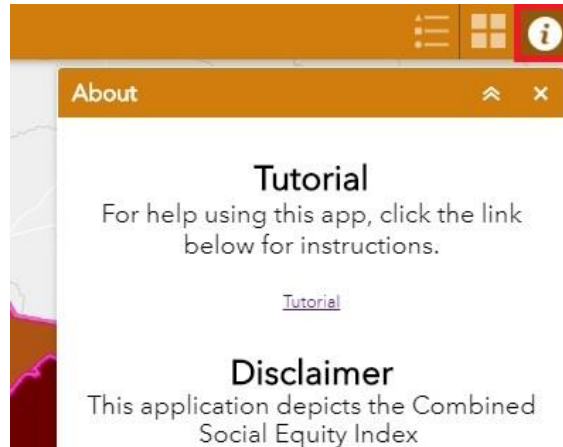 About
Tutorial
For help using this app, click the link
below for instructions.
Tutorial
Disclaimer
This application depicts the Combined
Social Equity Index